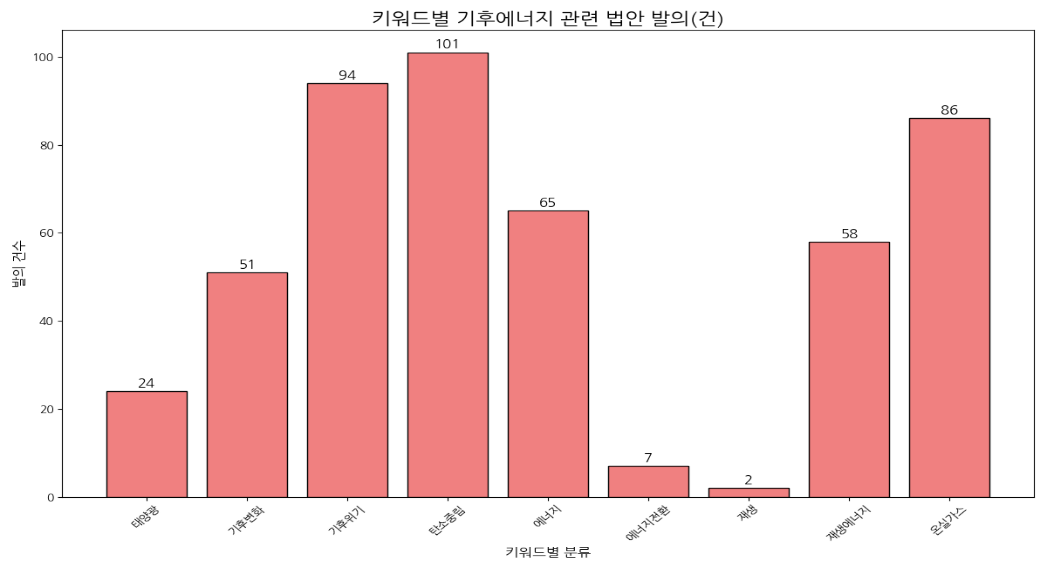 키워드별 기후에너지 관련 법안 발의(건)
발의 건수
100
80
60
40
20
0
24
51
94
101
65
7
2
58
86
태양광
기후변화
기후위기
탄소중립
에너지
에너지전환
재생
재생에너지
온실가스
키워드별 분류